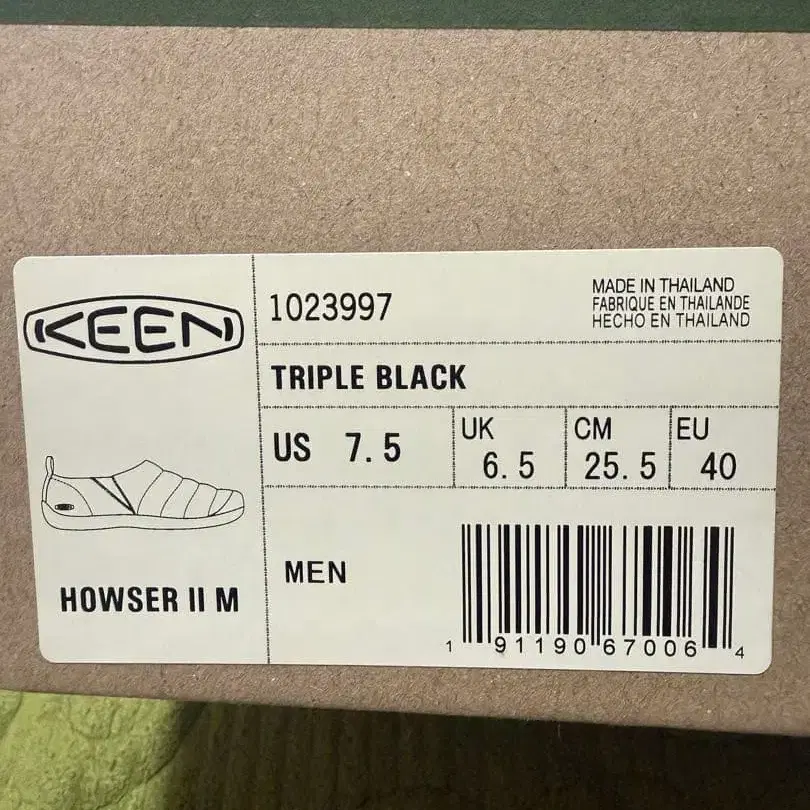 KEEN
1023997
MADE IN THAILAND
FABRIQUE EN THAILANDE
HECHO EN THAILAND
TRIPLE BLACK
US 7.5
UK 6.5
CM 25.5
EU 40
HOWSER II M
MEN
1 91190 67006 4